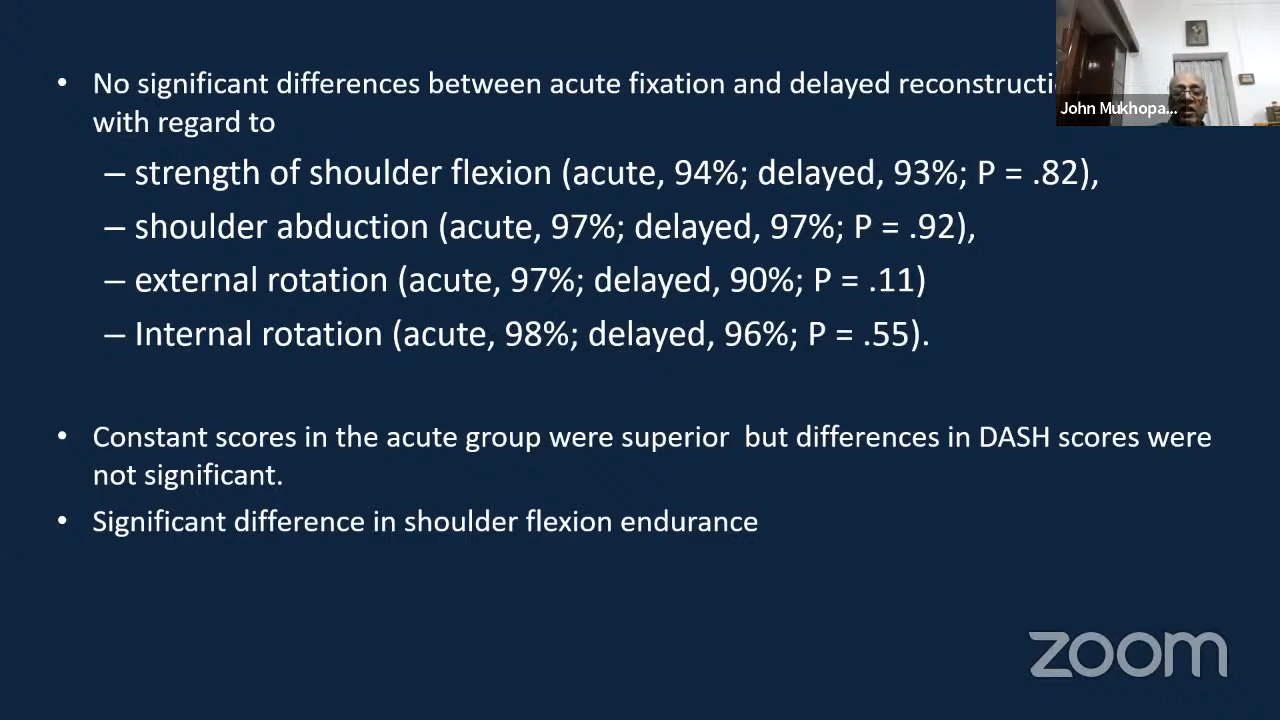 • No significant differences between acute fixation and delayed
with regard to
– strength of shoulder flexion (acute, 94%; delayed, 93%; P = .82),
– shoulder abduction (acute, 97%; delayed, 97%; P = .92),
– external rotation (acute, 97%; delayed, 90%; P = .11)
– Internal rotation (acute, 98%; delayed, 96%; P = .55).
• Constant scores in the acute group were superior but differences in DASH scores were
not significant.
• Significant difference in shoulder flexion endurance
John Mukhopa...
zoom